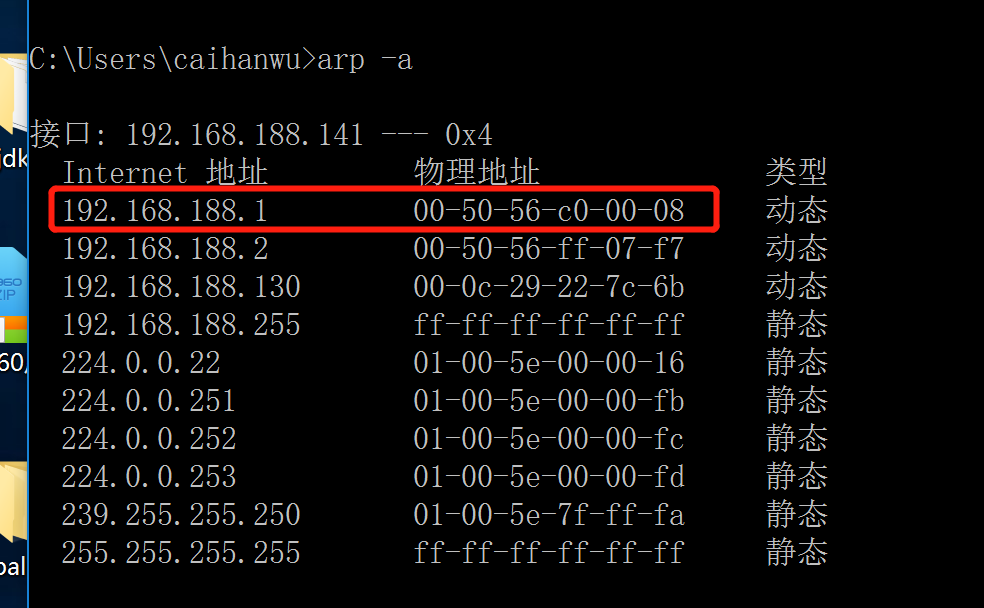 C:\Users\caihanwu>arp -a
接口: 192.168.188.141 --- 0x4
Internet 地址 物理地址 类型
192.168.188.1 00-50-56-c0-00-08 动态
192.168.188.2 00-50-56-ff-07-f7 动态
192.168.188.130 00-0c-29-22-7c-6b 动态
192.168.188.255 ff-ff-ff-ff-ff-ff 静态
224.0.0.22 01-00-5e-00-00-16 静态
224.0.0.251 01-00-5e-00-00-fb 静态
224.0.0.252 01-00-5e-00-00-fc 静态
224.0.0.253 01-00-5e-00-00-fd 静态
239.255.255.250 01-00-5e-7f-ff-fa 静态
255.255.255.255 ff-ff-ff-ff-ff-ff 静态
jdk
360
ZIP
60/